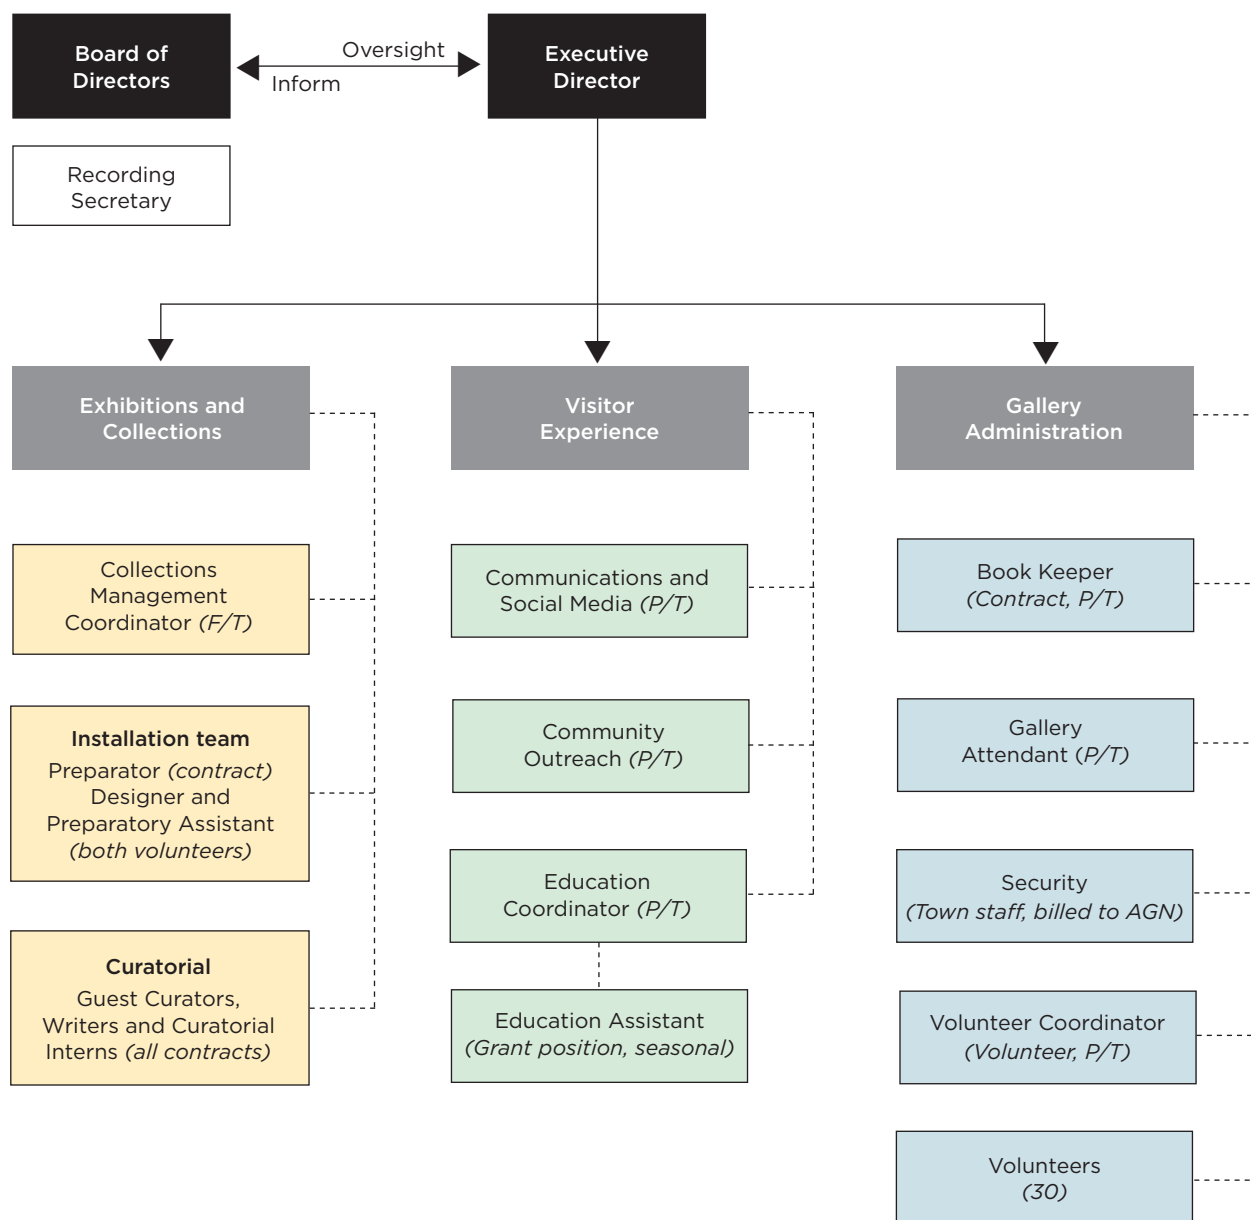 Board of
Directors
Oversight
Inform
Executive
Director
Recording
Secretary
Exhibitions and
Collections
Collections
Management
Coordinator (F/T)
Installation team
Preparator (contract)
Designer and
Preparatory Assistant
(both volunteers)
Curatorial
Guest Curators,
Writers and Curatorial
Interns (all contracts)
Visitor
Experience
Communications and
Social Media (P/T)
Community
Outreach (P/T)
Education
Coordinator (P/T)
Education Assistant
(Grant position, seasonal)
Gallery
Administration
Book Keeper
(Contract, P/T)
Gallery
Attendant (P/T)
Security
(Town staff, billed to AGN)
Volunteer Coordinator
(Volunteer, P/T)
Volunteers
(30)